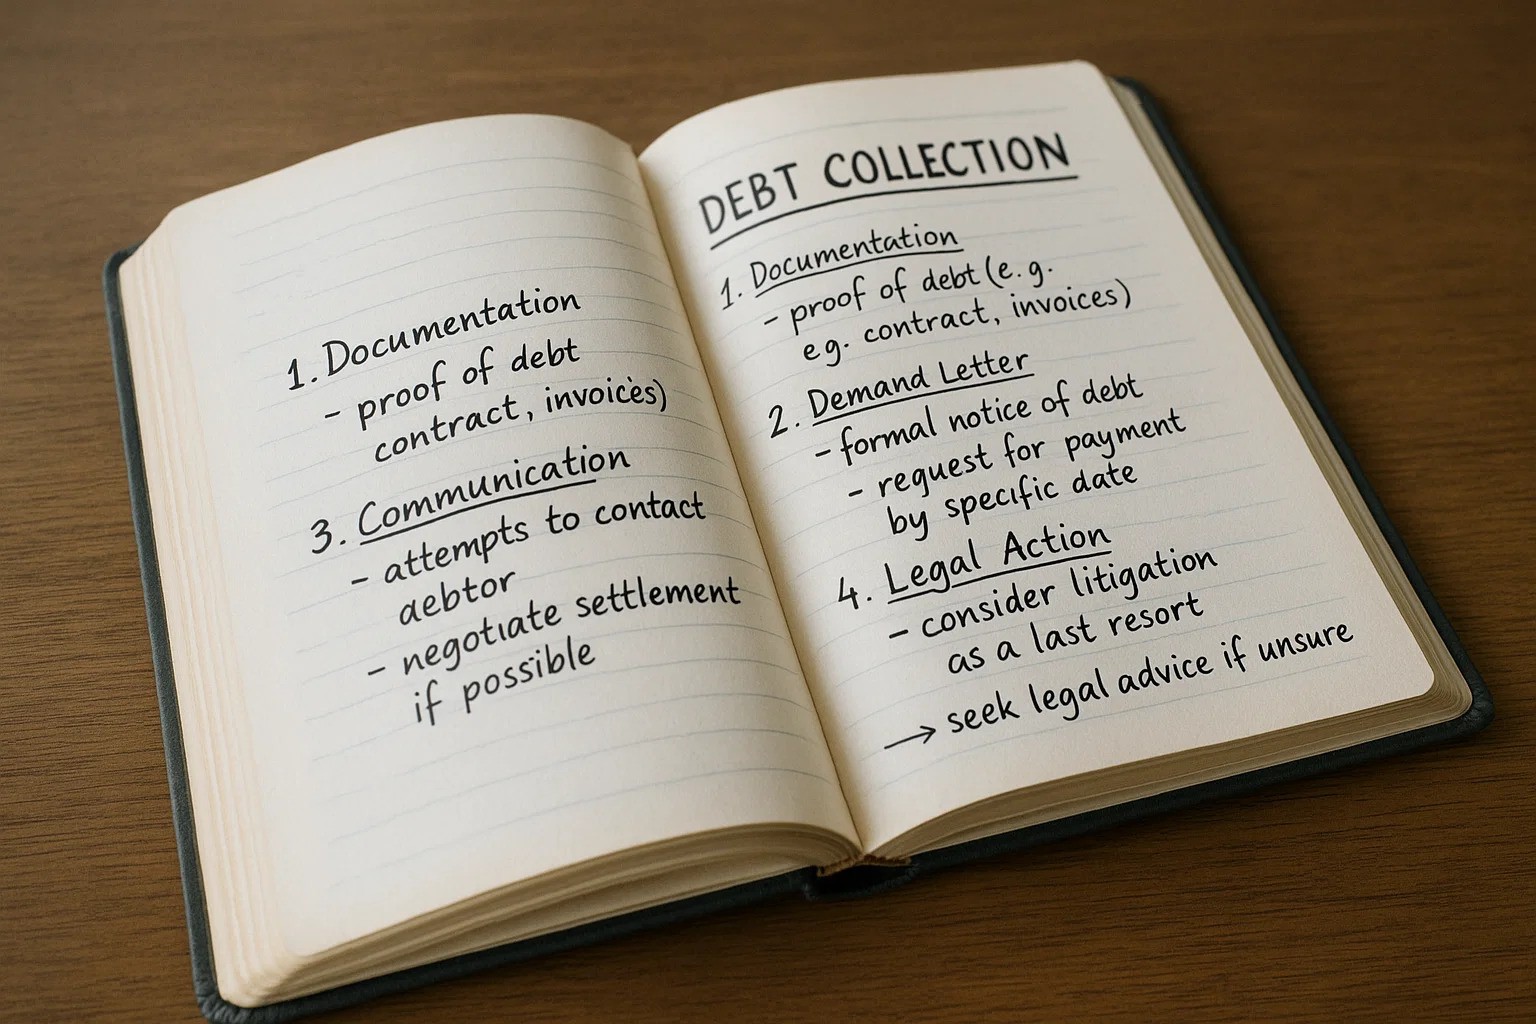 1. Documentation
- proof of debt
contract, invoices)
3. Communication
- attempts to contact
aebtor
- negotiate settlement
if possible
DEBT COLLECTION
1. Documentation
- proof of debt (e. g.
e.g. contract, invoices)
2. Demand Letter
- formal notice of debt
- request for payment
by specific date
4. Legal Action
- consider litigation
as a last resort
→ seek legal advice if unsure